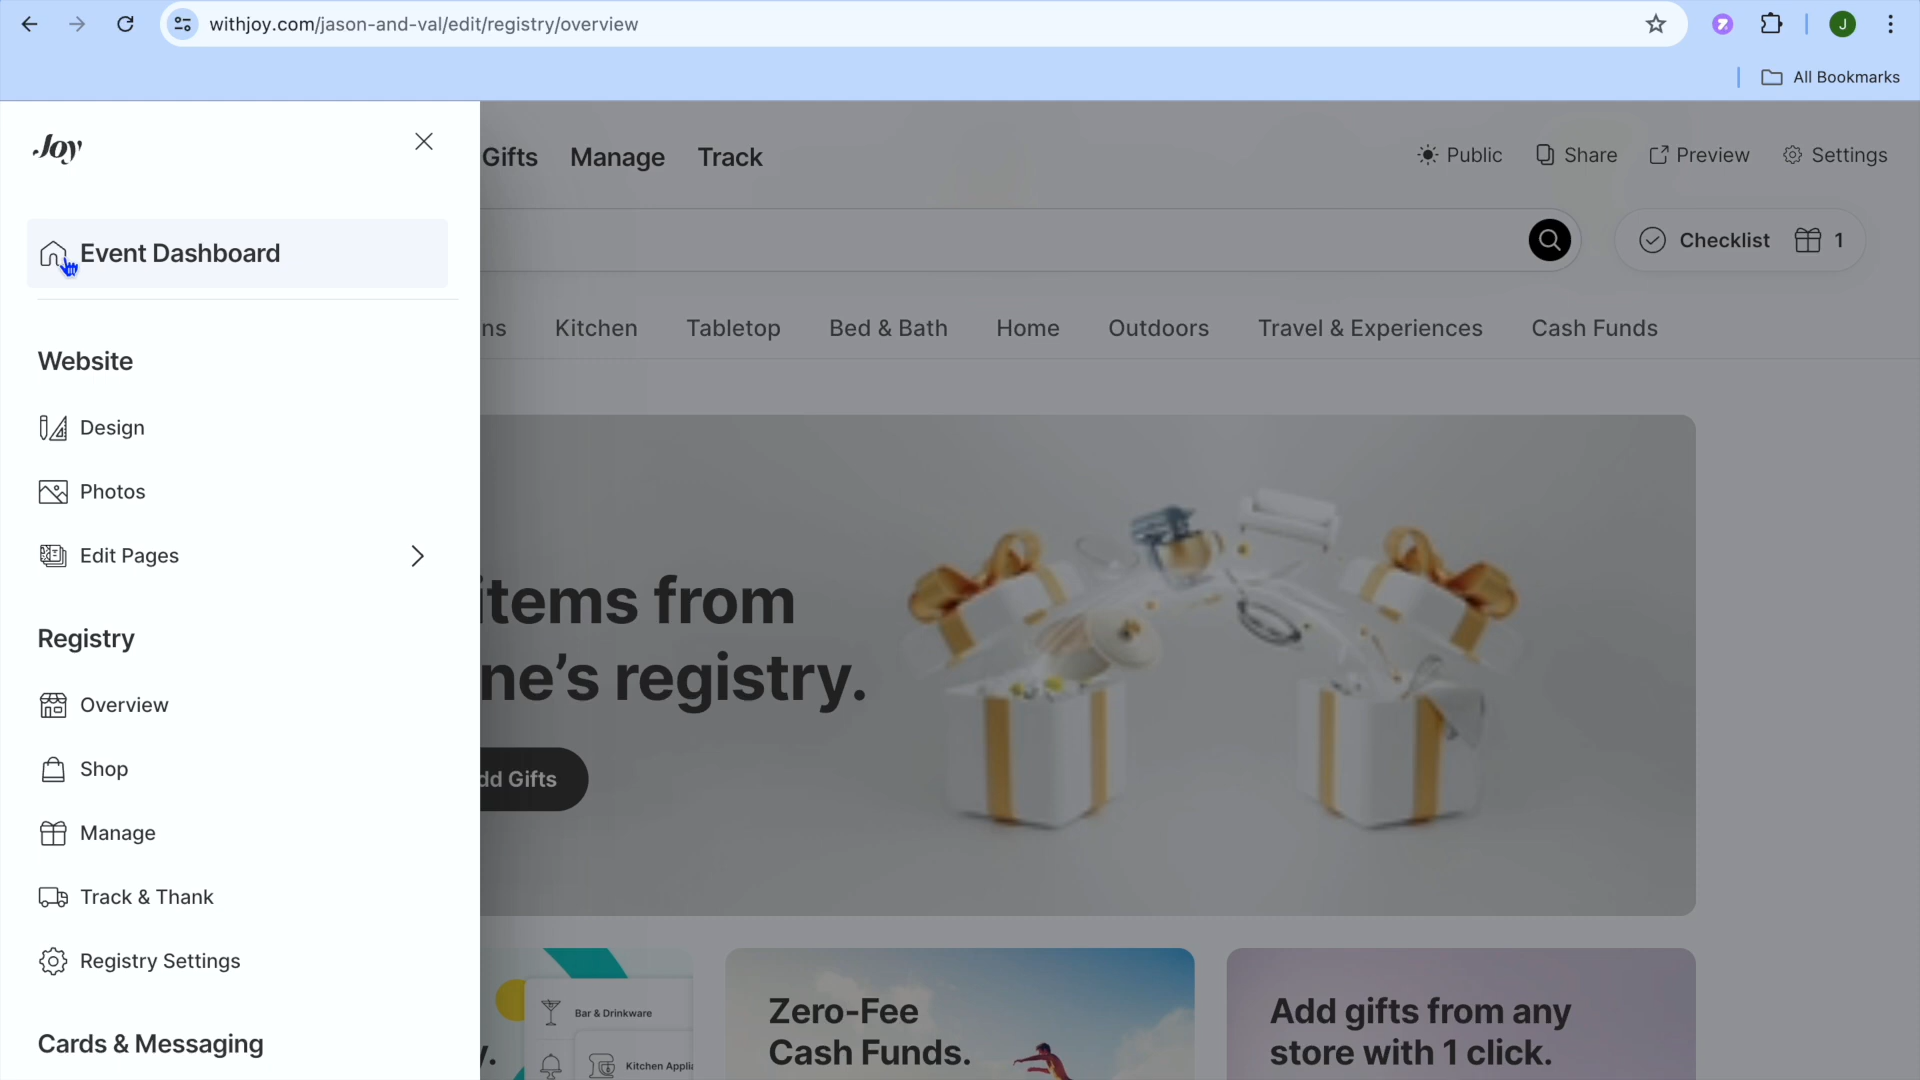 withjoy.com/jason-and-val/edit/registry/overview
J
All Bookmarks
Joy
Gifts Manage Track
Public Share Preview Settings
Event Dashboard
Checklist 1
ns Kitchen Tabletop Bed & Bath Home Outdoors Travel & Experiences Cash Funds
Website
Design
Photos
Edit Pages
items from
ne's registry.
dd Gifts
Registry
Overview
Shop
Manage
Track & Thank
Registry Settings
Cards & Messaging
y.
Bar & Drinkware
Kitchen Applia
Zero-Fee
Cash Funds.
Add gifts from any
store with 1 click.